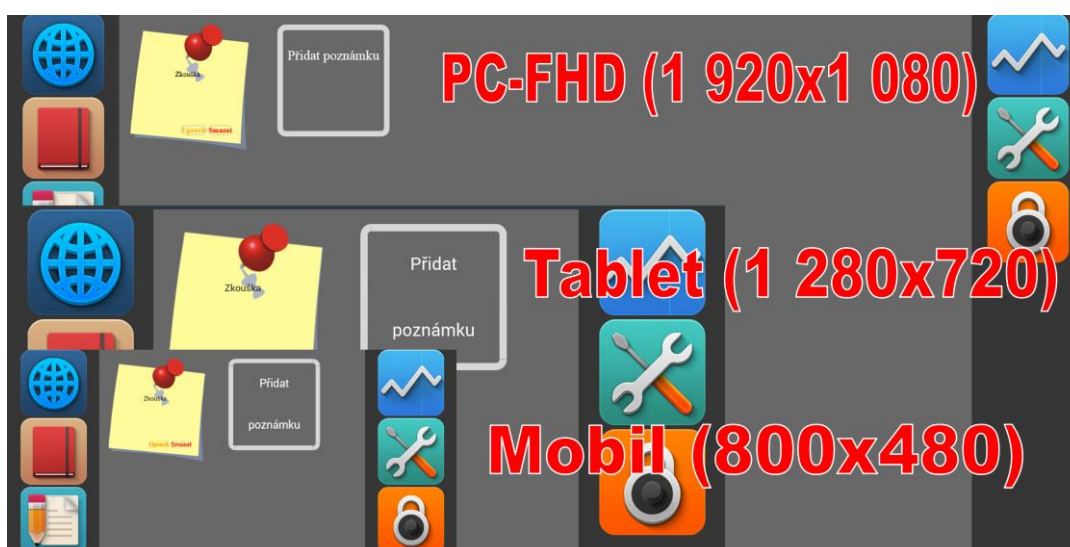 Přidat poznámku
Zkouška
Upravit Smazat
PC-FHD (1 920x1 080)
Přidat
poznámku
Zkouška
Tablet (1 280x720)
Přidat
poznámku
Zkouška
Upravit Smazat
Mobil (800x480)